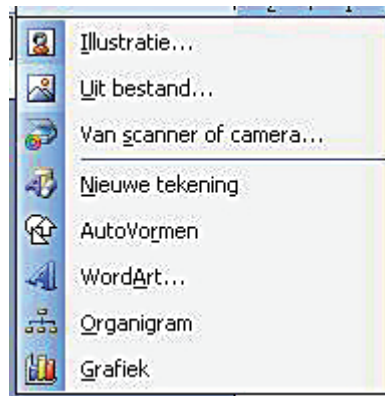 Illustratie...
Uit bestand...
Van scanner of camera...
Nieuwe tekening
AutoVormen
WordArt...
Organigram
Grafiek